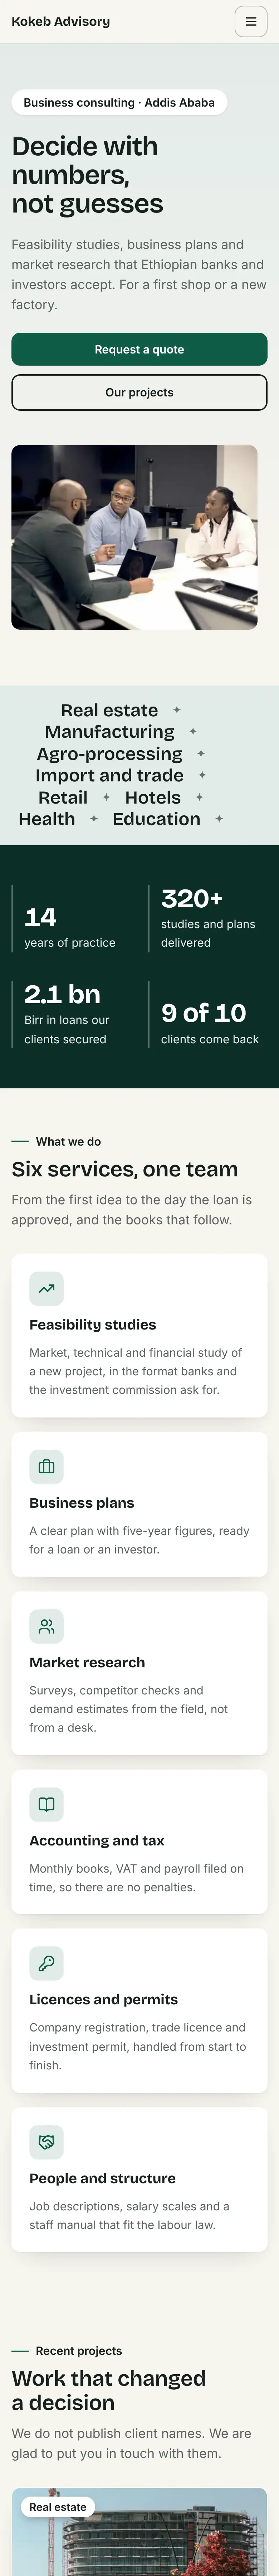 Kokeb Advisory
Business consulting · Addis Ababa
Decide with
numbers,
not guesses
Feasibility studies, business plans and
market research that Ethiopian banks and
investors accept. For a first shop or a new
factory.
Request a quote
Our projects
Real estate ✦
Manufacturing ✦
Agro-processing ✦
Import and trade ✦
Retail ✦ Hotels ✦
Health ✦ Education ✦
14
years of practice
320+
studies and plans
delivered
2.1 bn
Birr in loans our
clients secured
9 of 10
clients come back
What we do
Six services, one team
From the first idea to the day the loan is
approved, and the books that follow.
Feasibility studies
Market, technical and financial study of
a new project, in the format banks and
the investment commission ask for.
Business plans
A clear plan with five-year figures, ready
for a loan or an investor.
Market research
Surveys, competitor checks and
demand estimates from the field, not
from a desk.
Accounting and tax
Monthly books, VAT and payroll filed on
time, so there are no penalties.
Licences and permits
Company registration, trade licence and
investment permit, handled from start to
finish.
People and structure
Job descriptions, salary scales and a
staff manual that fit the labour law.
Recent projects
Work that changed
a decision
We do not publish client names. We are
glad to put you in touch with them.
Real estate